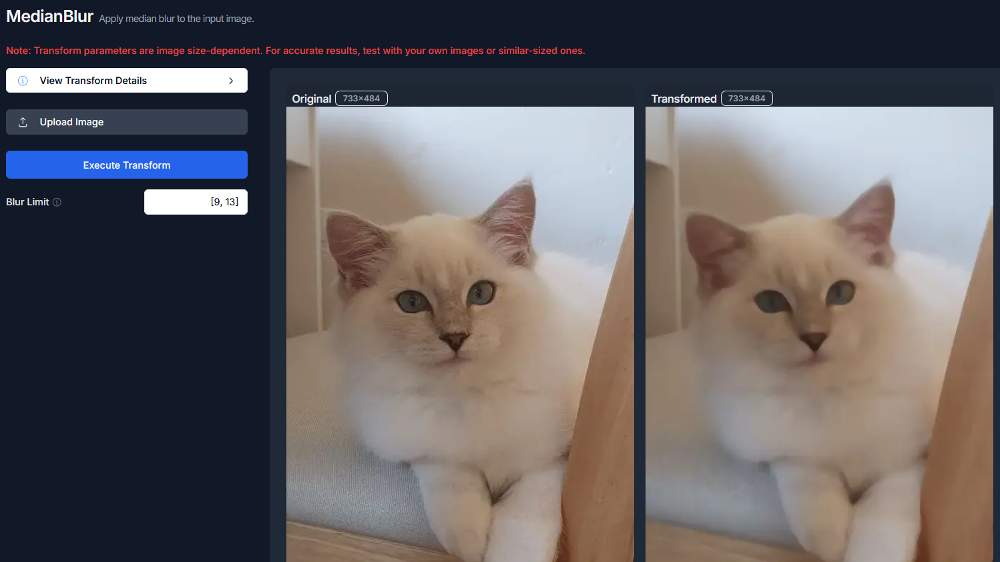 MedianBlur Apply median blur to the input image.
Note: Transform parameters are image size-dependent. For accurate results, test with your own images or similar-sized ones.
View Transform Details
Upload Image
Execute Transform
Blur Limit [9, 13]
Original 733×484
Transformed 733×484